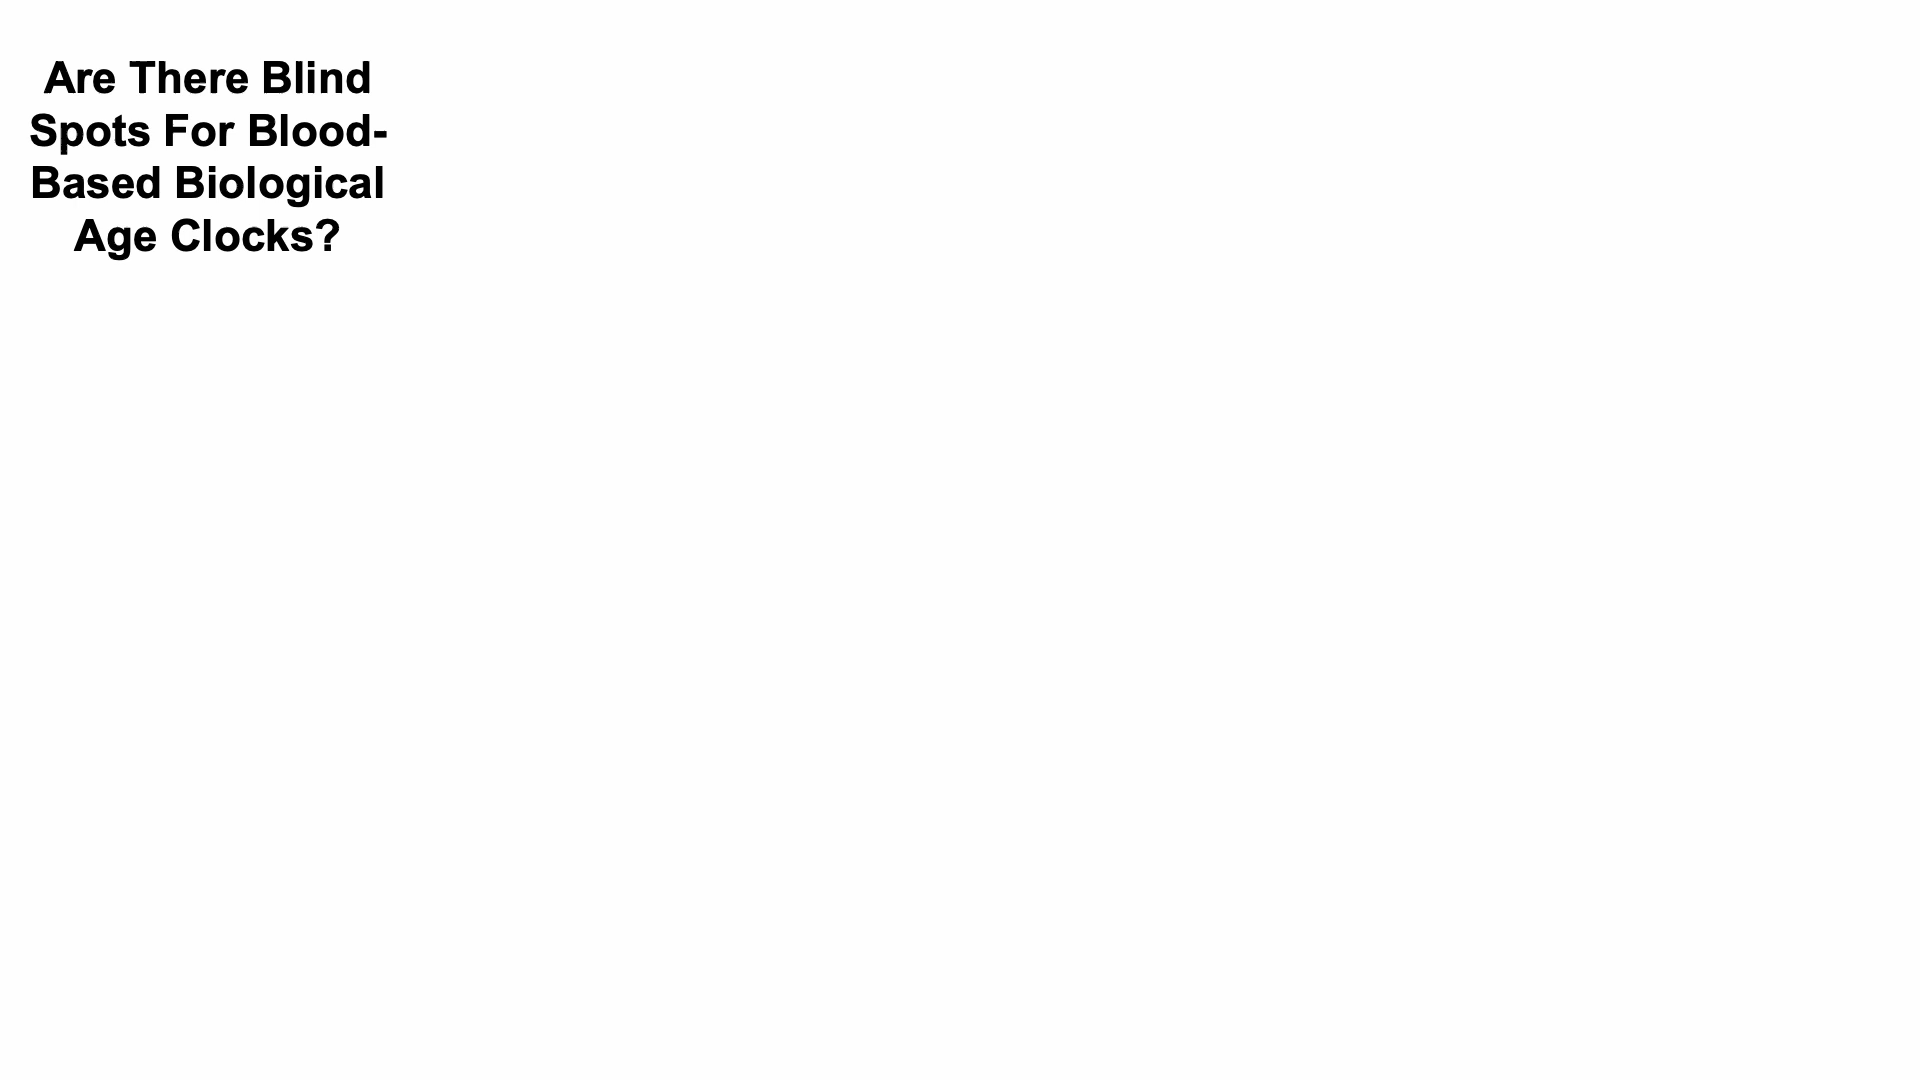 Are There Blind
Spots For Blood-
Based Biological
Age Clocks?